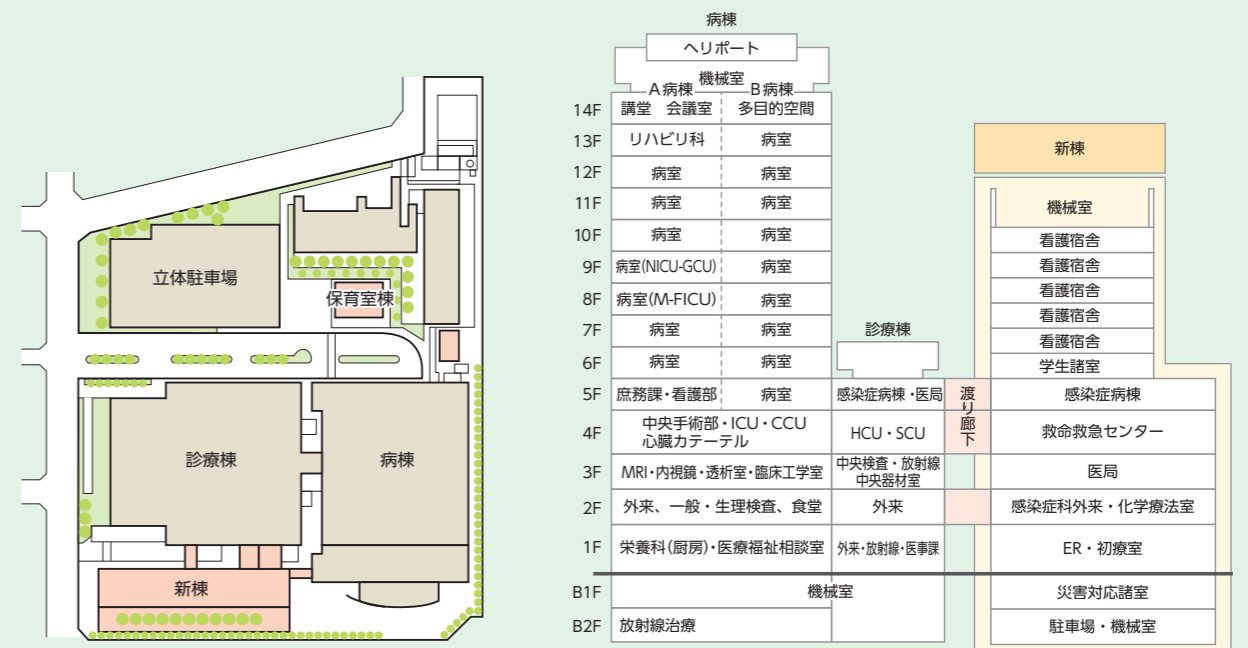 立体駐車場
保育室棟
診療棟
病棟
新棟
病棟
ヘリポート
機械室
A病棟 B病棟
14F 講堂 会議室 多目的空間
13F リハビリ科 病室
12F 病室 病室
11F 病室 病室
10F 病室 病室
9F 病室(NICU-GCU) 病室
8F 病室(M-FICU) 病室
7F 病室 病室
6F 病室 病室
5F 庶務課・看護部 病室
4F 中央手術部・ICU・CCU
心臓カテーテル
3F MRI・内視鏡・透析室・臨床工学室
2F 外来、一般・生理検査、食堂
1F 栄養科(厨房)・医療福祉相談室
B1F 機械室
B2F 放射線治療
診療棟
感染症病棟・医局
HCU・SCU
中央検査・放射線
中央器材室
外来
外来・放射線・医事課
渡り廊下
新棟
機械室
看護宿舎
看護宿舎
看護宿舎
看護宿舎
看護宿舎
学生諸室
感染症病棟
救命救急センター
医局
感染症科外来・化学療法室
ER・初療室
災害対応諸室
駐車場・機械室